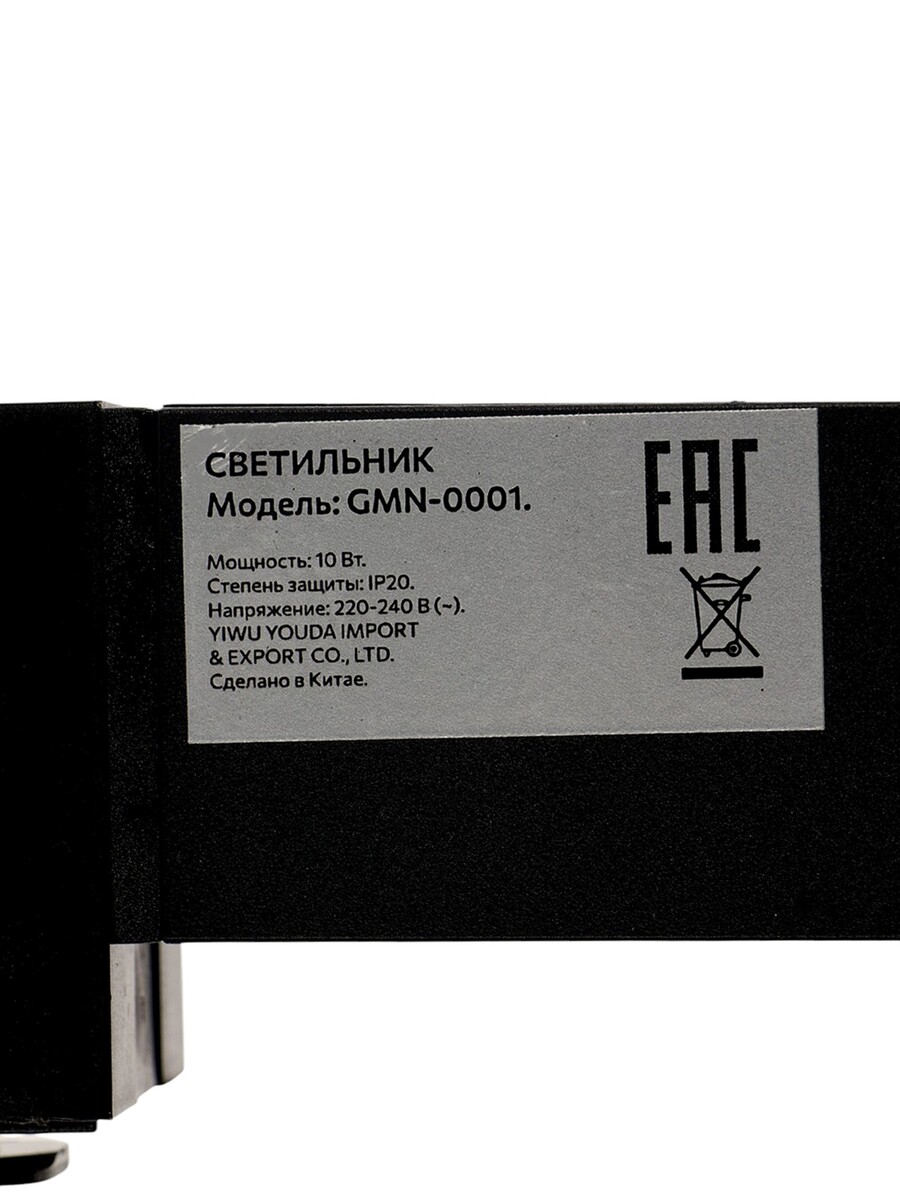 СВЕТИЛЬНИК
Модель: GMN-0001.
EAC
Мощность: 10 Вт.
Степень защиты: IP20.
Напряжение: 220-240 В (~).
YIWU YOUDA IMPORT
& EXPORT CO., LTD.
Сделано в Китае.